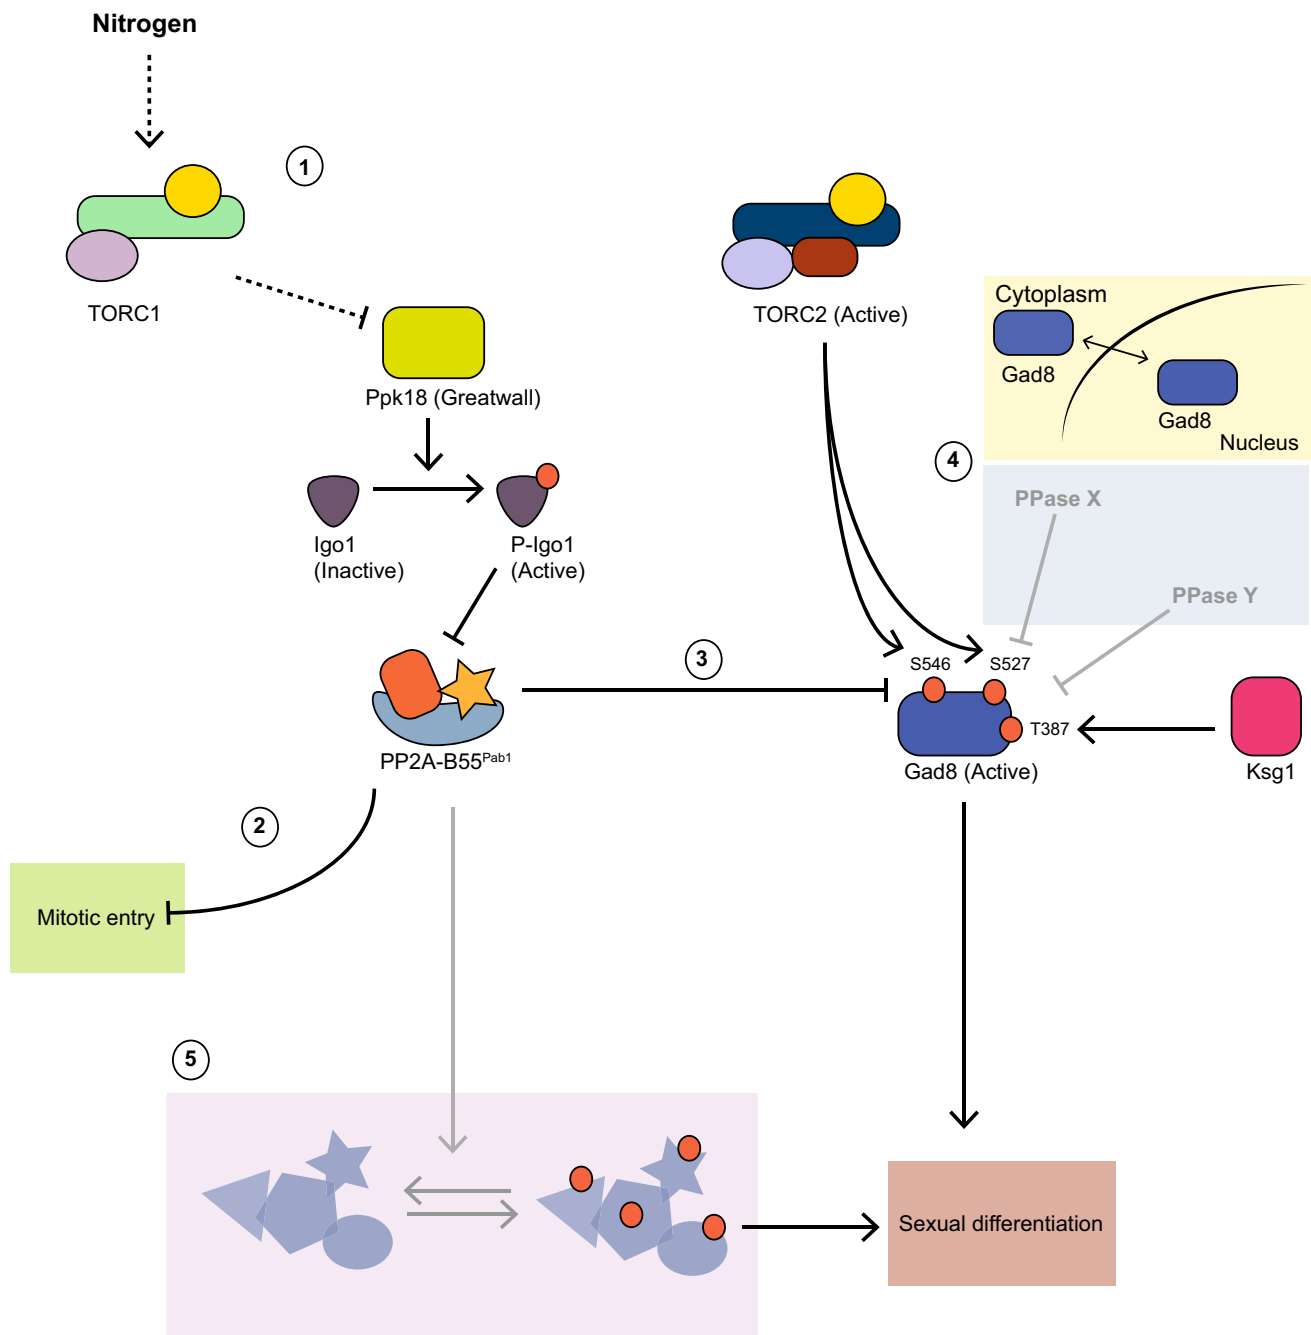 Nitrogen
1
TORC1
TORC2 (Active)
Cytoplasm
Gad8
Gad8
Nucleus
Ppk18 (Greatwall)
4
PPase X
Igo1
(Inactive)
P-Igo1
(Active)
PPase Y
3
S546
S527
T387
PP2A-B55Pab1
Gad8 (Active)
Ksg1
2
Mitotic entry
5
Sexual differentiation